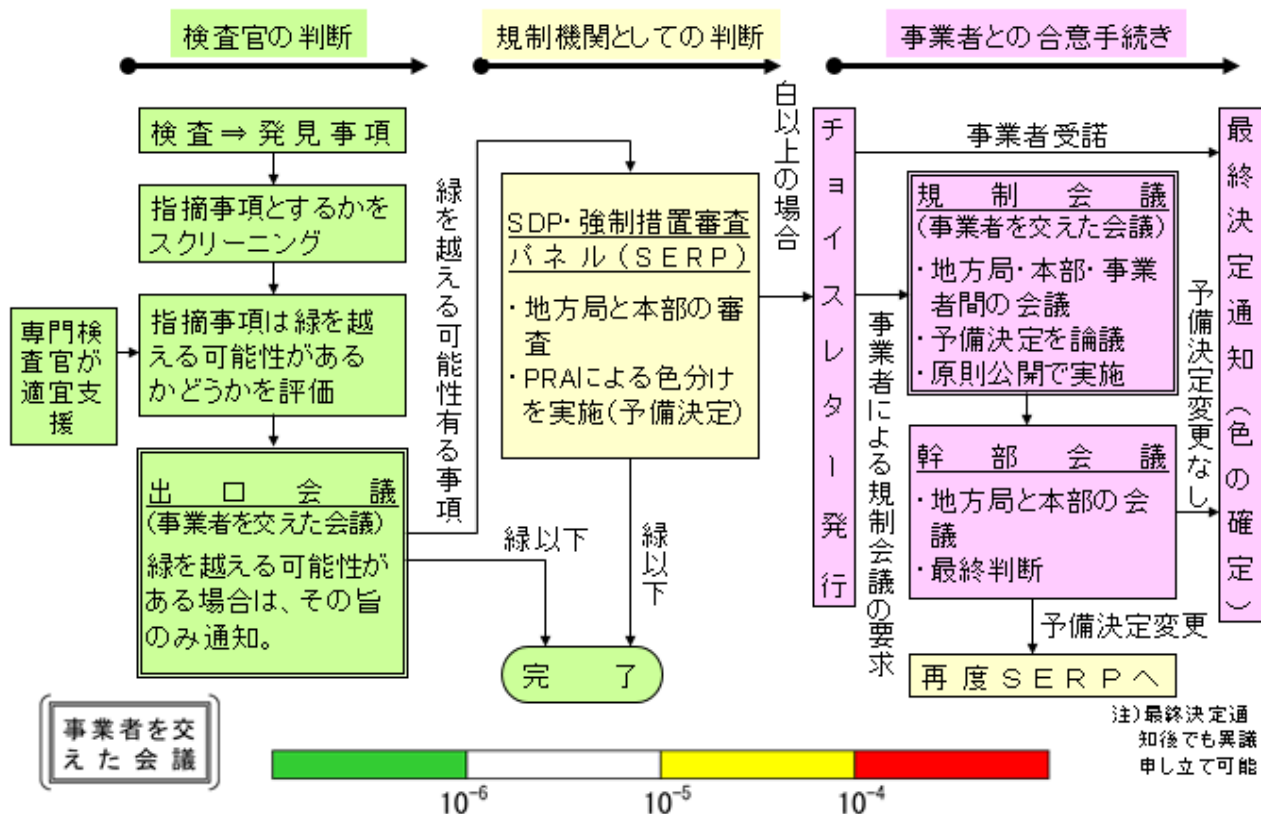 検査官の判断
規制機関としての判断
事業者との合意手続き
検査⇒発見事項
指摘事項とするかを
スクリーニング
専門検
査官が
適宜支
援
指摘事項は緑を越
える可能性がある
かどうかを評価
出口会議
(事業者を交えた会議)
緑を越える可能性が
ある場合は、その旨
のみ通知。
緑を越える可能性有る事項
緑以下
SDP・強制措置審査
パネル(SERP)
・地方局と本部の審
査
・PRAによる色分け
を実施(予備決定)
緑以下
完了
白以上の場合
チョイスレター発行
事業者受諾
事業者による規制会議の要求
規制会議
(事業者を交えた会議)
・地方局・本部・事業
者間の会議
・予備決定を論議
・原則公開で実施
幹部会議
・地方局と本部の会
議
・最終判断
予備決定変更なし
予備決定変更
再度SERPへ
最終決定通知(色の確定)
注)最終決定通
知後でも異議
申し立て可能
事業者を交
えた会議
10⁻⁶
10⁻⁵
10⁻⁴